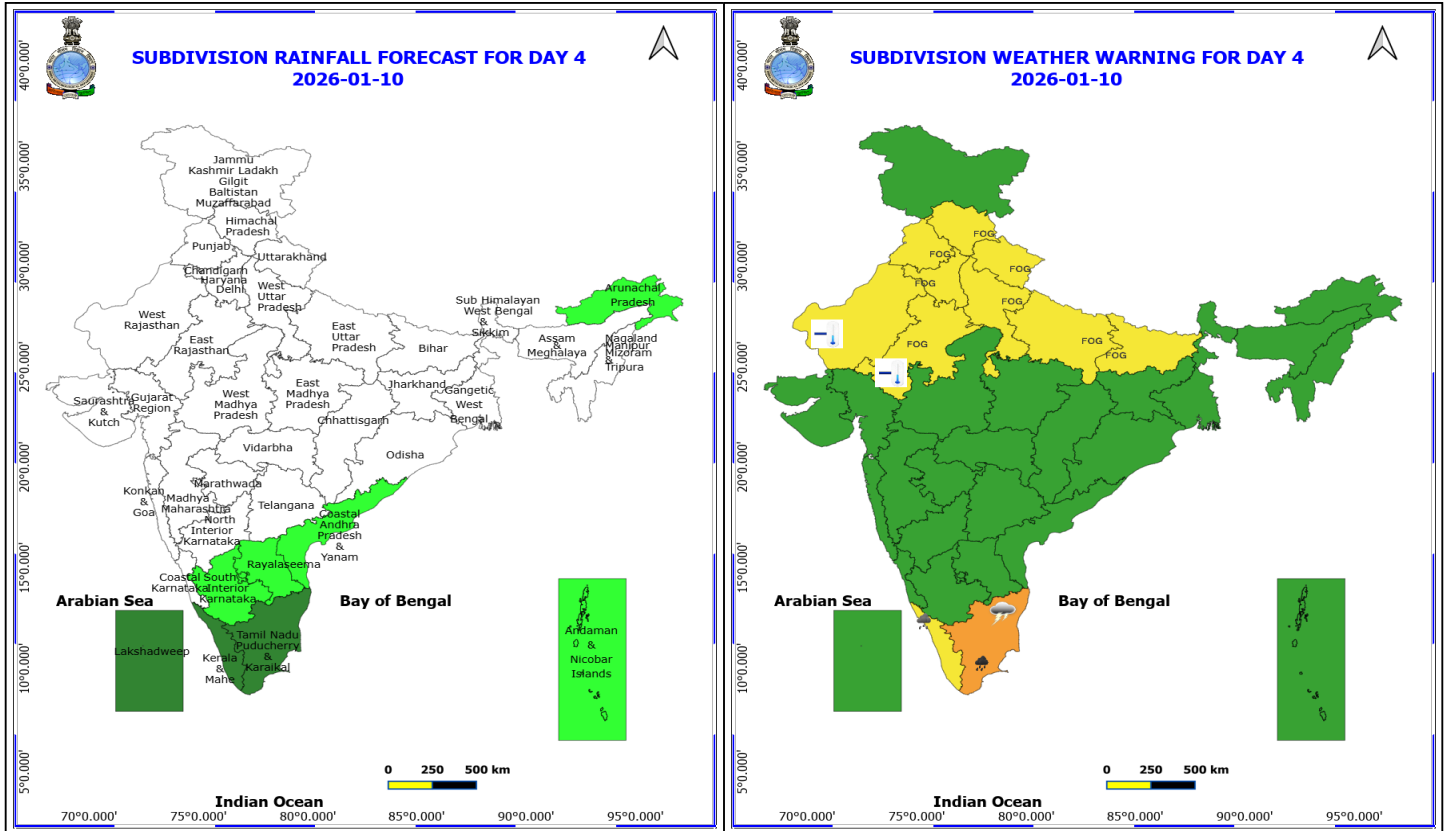 SUBDIVISION RAINFALL FORECAST FOR DAY 4
2026-01-10
40°0.000'
35°0.000'
30°0.000'
25°0.000'
20°0.000'
15°0.000'
10°0.000'
5°0.000'
Jammu
Kashmir Ladakh
Gilgit
Baltistan
Muzaffarabad
Himachal
Pradesh
Punjab
Uttarakhand
Chandigarh
Haryana
Delhi
West
Uttar
Pradesh
Arunachal
Pradesh
Sub Himalayan
West Bengal
&
Sikkim
West
Rajasthan
East
Rajasthan
East
Uttar
Pradesh
Bihar
Assam
&
Meghalaya
Nagaland
Manipur
Mizoram
&
Tripura
Saurashtra
&
Kutch
Gujarat
Region
West
Madhya
Pradesh
East
Madhya
Pradesh
Jharkhand
Gangetic
West
Bengal
Chhattisgarh
Vidarbha
Odisha
Konkan
&
Goa
Madhya
Maharashtra
Marathwada
Telangana
North
Interior
Karnataka
Coastal
Andhra
Pradesh
&
Yanam
Rayalaseema
Coastal
Karnataka
South
Interior
Karnataka
Arabian Sea
Bay of Bengal
Lakshadweep
Kerala
&
Mahe
Tamil Nadu
Puducherry
&
Karaikal
Andaman
&
Nicobar
Islands
0 250 500 km
Indian Ocean
70°0.000' 75°0.000' 80°0.000' 85°0.000' 90°0.000' 95°0.000'
SUBDIVISION WEATHER WARNING FOR DAY 4
2026-01-10
40°0.000'
35°0.000'
30°0.000'
25°0.000'
20°0.000'
15°0.000'
10°0.000'
5°0.000'
FOG
FOG
FOG
FOG
FOG
FOG
FOG
FOG
Arabian Sea
Bay of Bengal
0 250 500 km
Indian Ocean
70°0.000' 75°0.000' 80°0.000' 85°0.000' 90°0.000' 95°0.000'